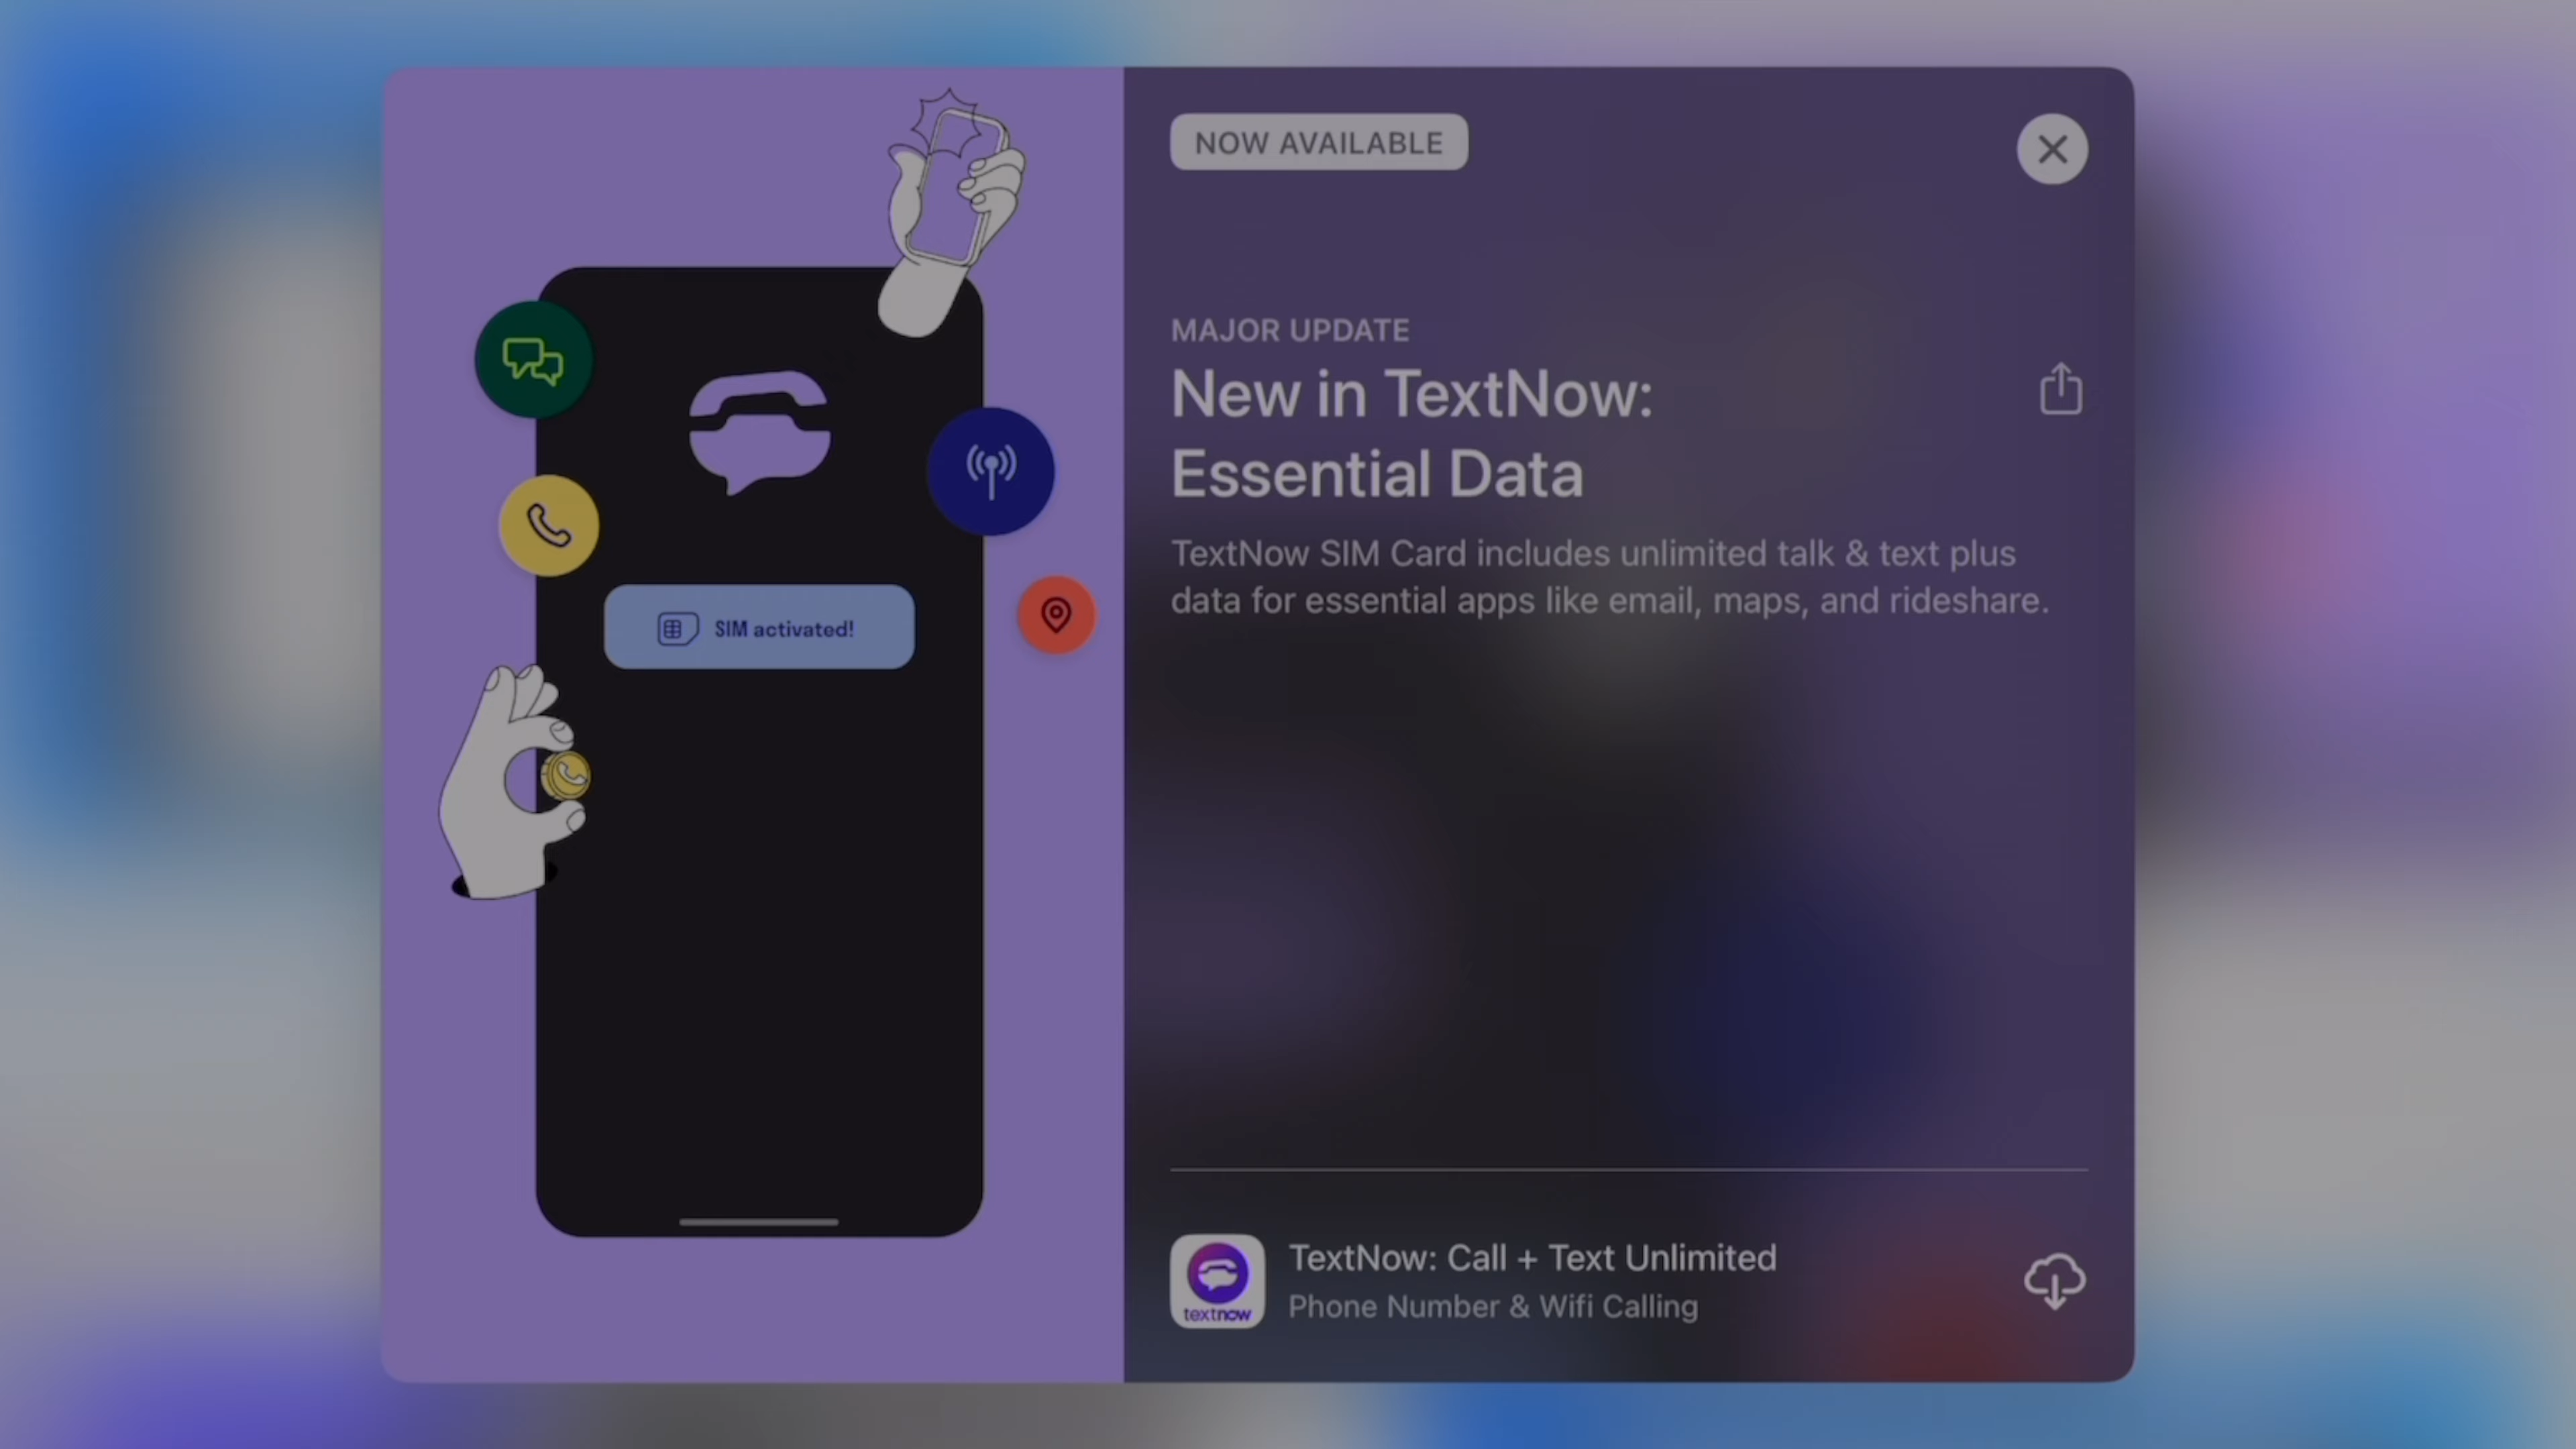 NOW AVAILABLE
MAJOR UPDATE
New in TextNow:
Essential Data
TextNow SIM Card includes unlimited talk & text plus
data for essential apps like email, maps, and rideshare.
SIM activated!
textnow
TextNow: Call + Text Unlimited
Phone Number & Wifi Calling